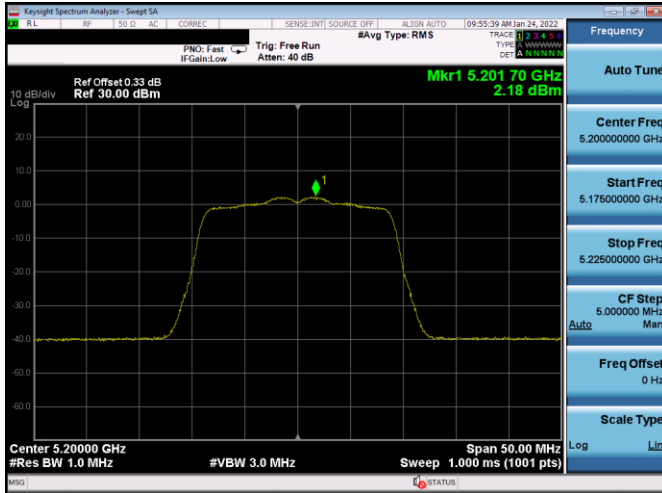 Keysight Spectrum Analyzer - Swept SA
RL RF 50 Ω AC CORREC SENSE:INT SOURCE OFF ALIGN AUTO 09:55:39 AM Jan 24, 2022
#Avg Type: RMS
TRACE 1 2 3 4 5 6
TYPE A WWWWW
DET A N N N N N
PNO: Fast Trig: Free Run
IFGain:Low Atten: 40 dB
Ref Offset 0.33 dB
Ref 30.00 dBm
Mkr1 5.201 70 GHz
2.18 dBm
10 dB/div
Log
20.0
10.0
0.00
-10.0
-20.0
-30.0
-40.0
-50.0
-60.0
1
Center 5.20000 GHz
Span 50.00 MHz
#Res BW 1.0 MHz
#VBW 3.0 MHz
Sweep 1.000 ms (1001 pts)
MSG
STATUS
Frequency
Auto Tune
Center Freq
5.200000000 GHz
Start Freq
5.175000000 GHz
Stop Freq
5.225000000 GHz
CF Step
5.000000 MHz
Auto Man
Freq Offset
0 Hz
Scale Type
Log Lin